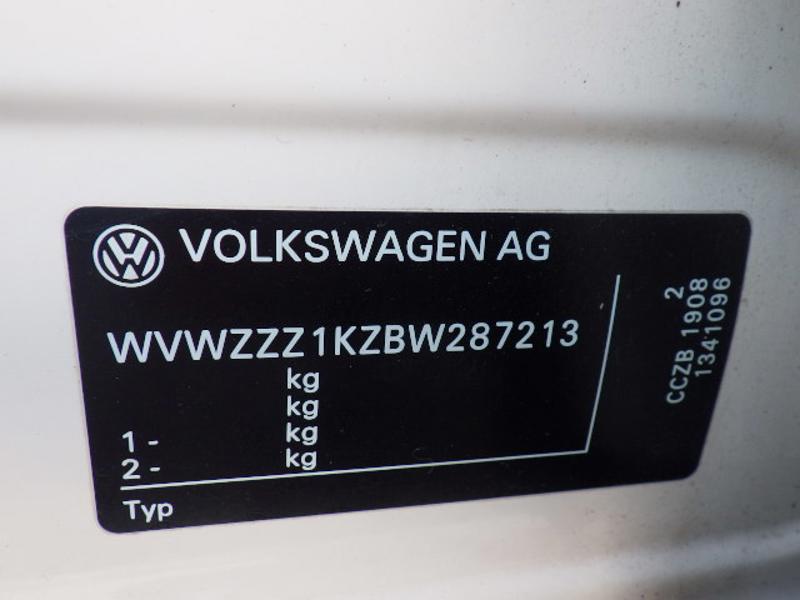 VOLKSWAGEN AG
WVWZZZ1KZBW287213
kg
kg
1 - kg
2 - kg
Typ
2
CCZB 1908
1341096